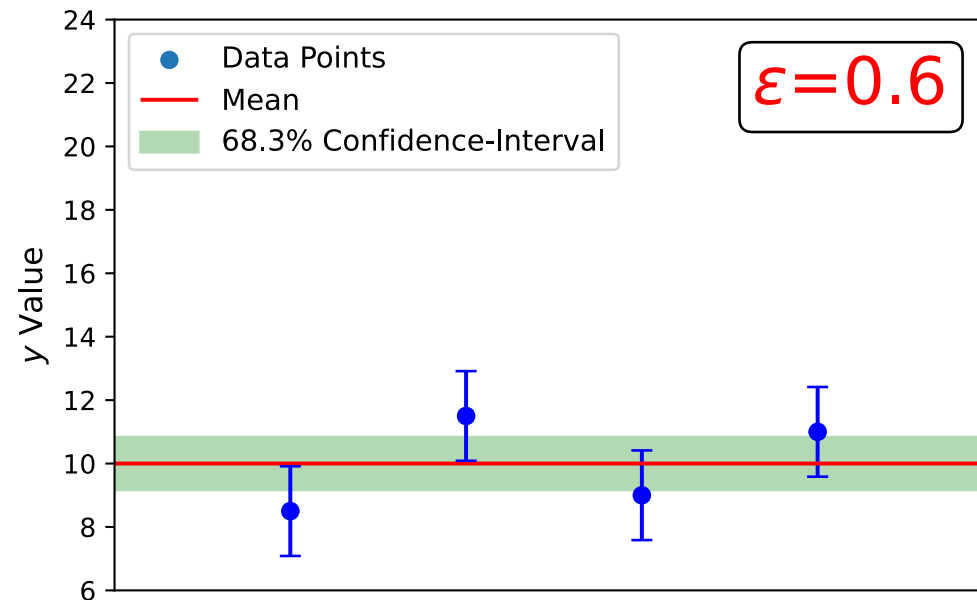 24
22
20
18
16
14
12
10
8
6
y Value
Data Points
Mean
68.3% Confidence-Interval
ε=0.6